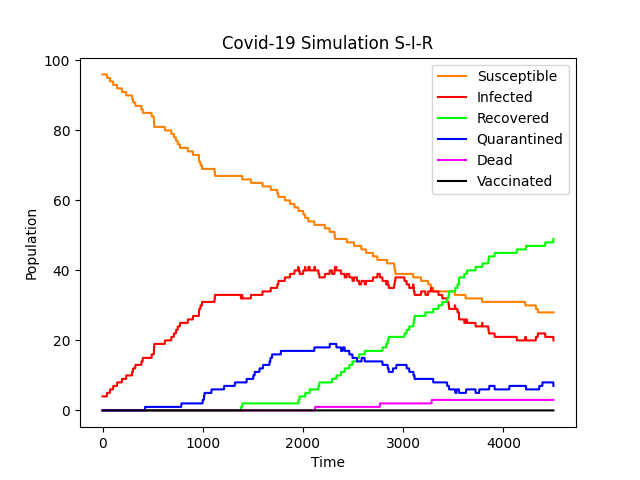 Covid-19 Simulation S-I-R
100
80
60
40
20
0
Population
Susceptible
Infected
Recovered
Quarantined
Dead
Vaccinated
0 1000 2000 3000 4000
Time